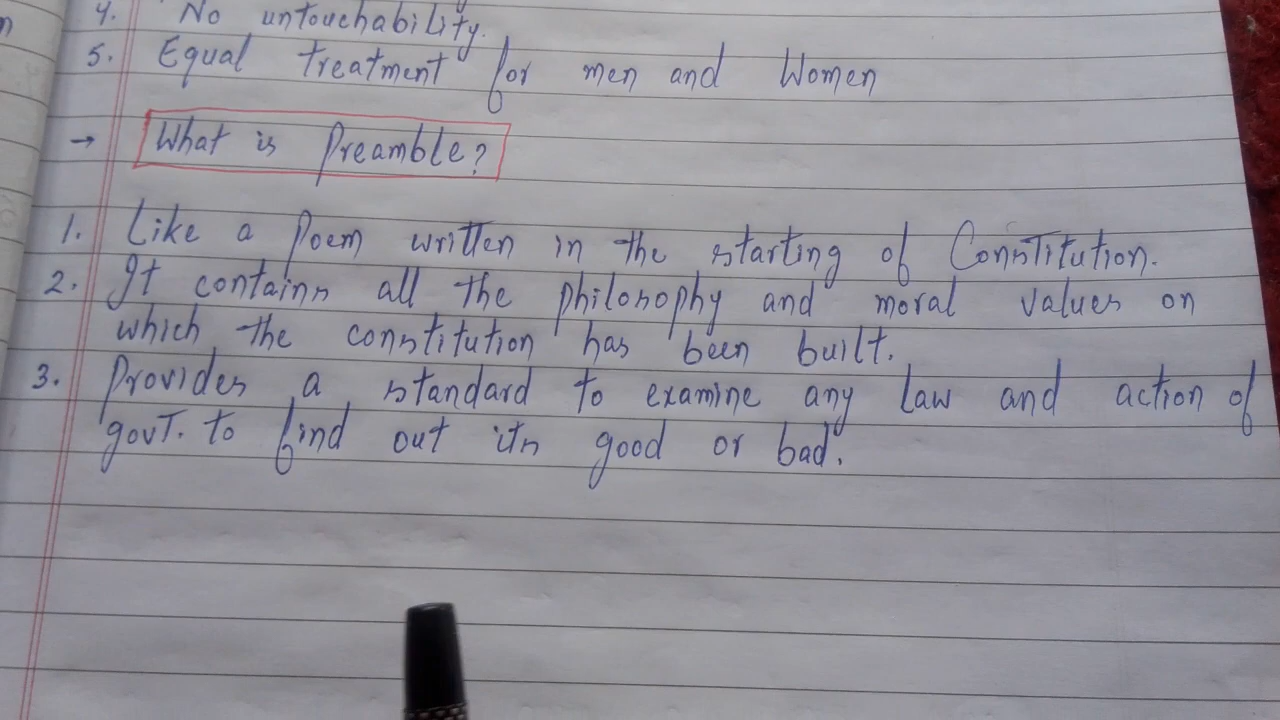 4. No untouchability.
5. Equal treatment for men and Women
→ What is Preamble?
1. Like a Poem written in the starting of Constitution.
2. It contains all the philosophy and moral values on
which the constitution has been built.
3. Provides a standard to examine any law and action of
govt. to find out its good or bad.